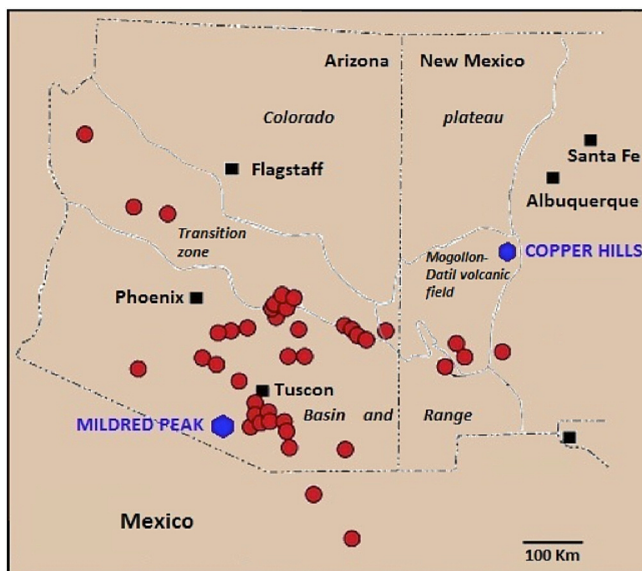 Arizona
New Mexico
Colorado
plateau
Santa Fe
Flagstaff
Albuquerque
Transition
zone
COPPER HILLS
Mogollon-
Datil volcanic
field
Phoenix
Tuscon
MILDRED PEAK
Basin and
Range
Mexico
100 Km